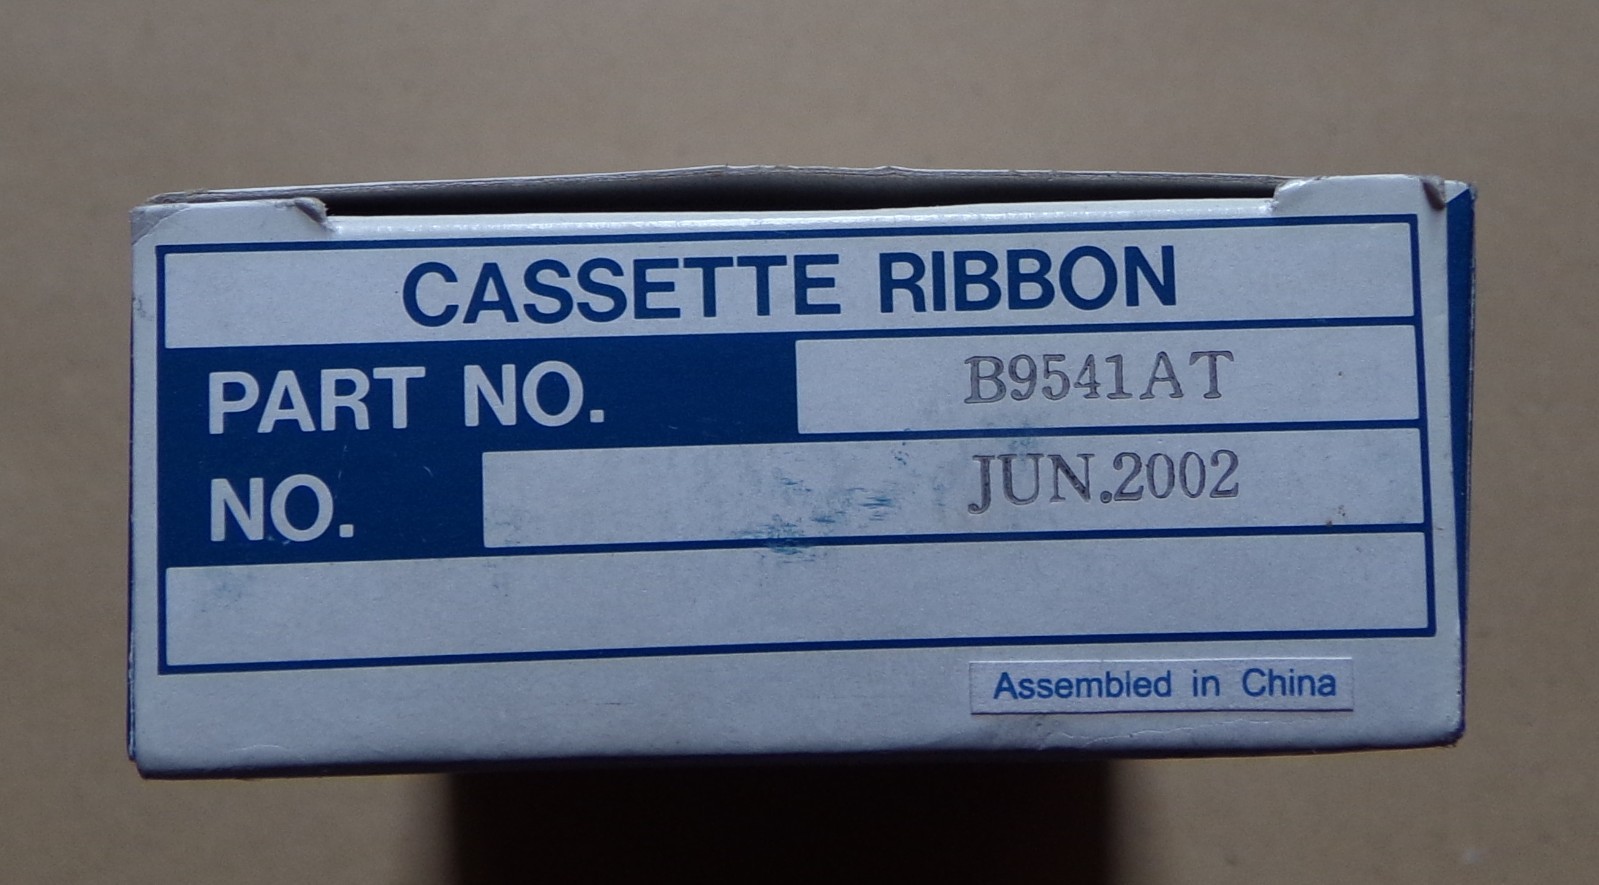 CASSETTE RIBBON
PART NO. B9541AT
NO. JUN.2002
Assembled in China